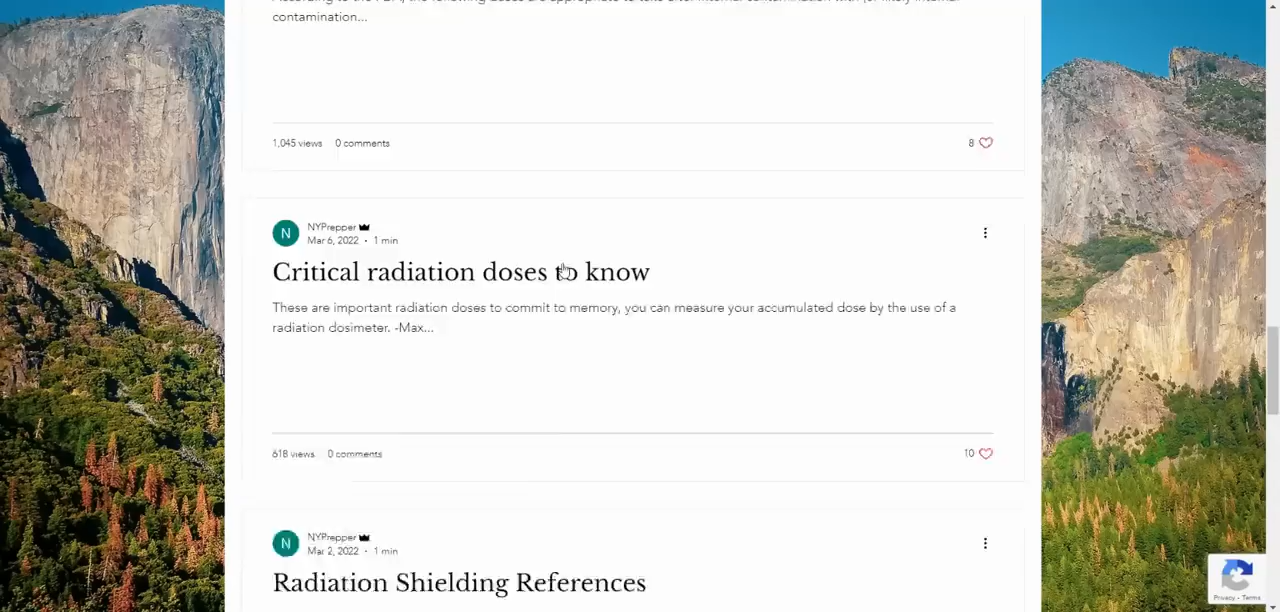 contamination...
1,045 views 0 comments
8
N
NYPrepper
Mar 6, 2022 · 1 min
Critical radiation doses to know
These are important radiation doses to commit to memory, you can measure your accumulated dose by the use of a
radiation dosimeter. -Max...
618 views 0 comments
10
N
NYPrepper
Mar 2, 2022 · 1 min
Radiation Shielding References
Privacy - Terms